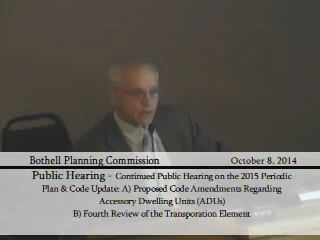 Bothell Planning Commission October 8, 2014
Public Hearing - Continued Public Hearing on the 2015 Periodic
Plan & Code Update: A) Proposed Code Amendments Regarding
Accessory Dwelling Units (ADUs)
B) Fourth Review of the Transporation Element